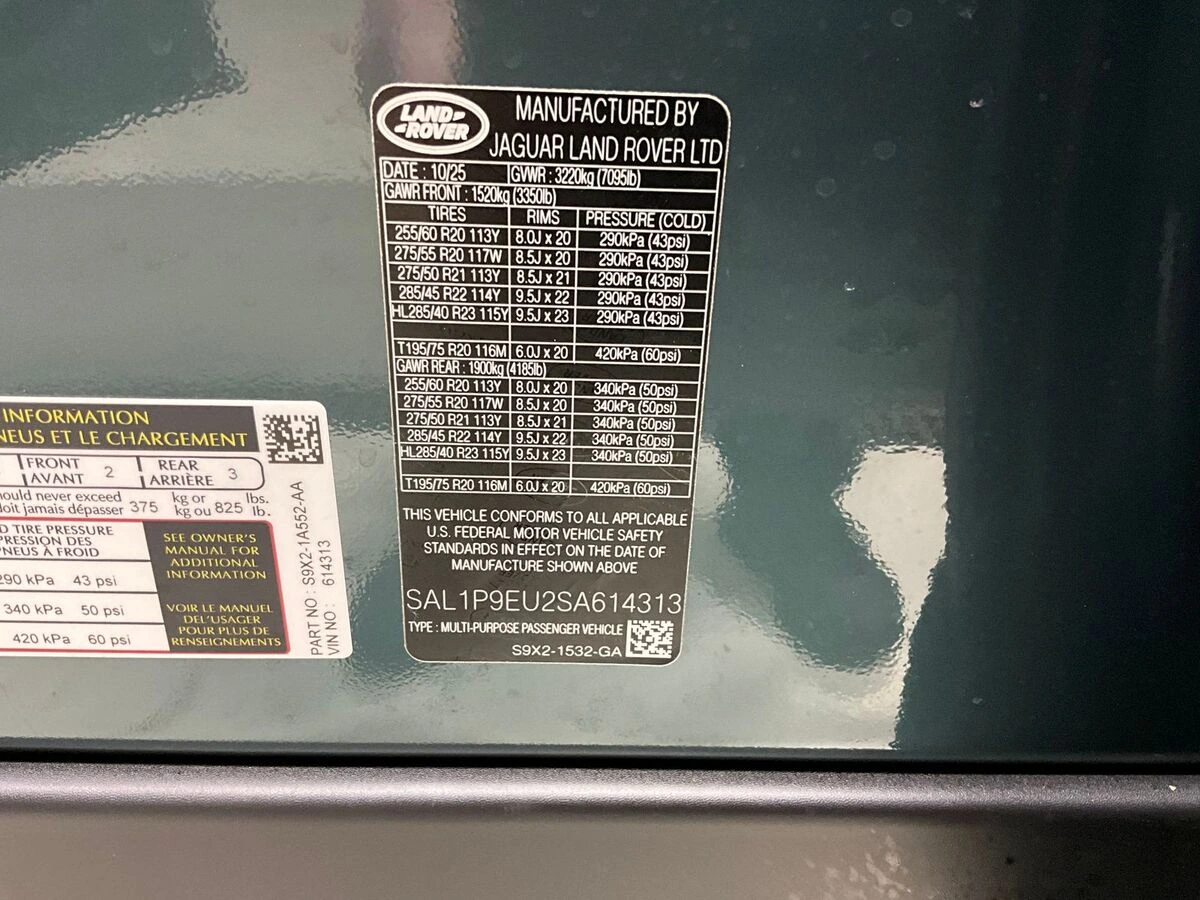 LAND-
-ROVER
MANUFACTURED BY
JAGUAR LAND ROVER LTD
DATE : 10/25 GVWR : 3220kg (7095lb)
GAWR FRONT : 1520kg (3350lb)
TIRES RIMS PRESSURE (COLD)
255/60 R20 113Y 8.0J x 20 290kPa (43psi)
275/55 R20 117W 8.5J x 20 290kPa (43psi)
275/50 R21 113Y 8.5J x 21 290kPa (43psi)
285/45 R22 114Y 9.5J x 22 290kPa (43psi)
HL285/40 R23 115Y 9.5J x 23 290kPa (43psi)
T195/75 R20 116M 6.0J x 20 420kPa (60psi)
GAWR REAR : 1900kg (4185lb)
255/60 R20 113Y 8.0J x 20 340kPa (50psi)
275/55 R20 117W 8.5J x 20 340kPa (50psi)
275/50 R21 113Y 8.5J x 21 340kPa (50psi)
285/45 R22 114Y 9.5J x 22 340kPa (50psi)
HL285/40 R23 115Y 9.5J x 23 340kPa (50psi)
T195/75 R20 116M 6.0J x 20 420kPa (60psi)
THIS VEHICLE CONFORMS TO ALL APPLICABLE
U.S. FEDERAL MOTOR VEHICLE SAFETY
STANDARDS IN EFFECT ON THE DATE OF
MANUFACTURE SHOWN ABOVE
SAL1P9EU2SA614313
TYPE : MULTI-PURPOSE PASSENGER VEHICLE
S9X2-1532-GA
INFORMATION
NEUS ET LE CHARGEMENT
FRONT
AVANT 2
REAR
ARRIÈRE 3
ould never exceed
doit jamais dépasser 375 kg or
kg ou 825 lbs.
lb.
D TIRE PRESSURE
PRESSION DES
NEUS À FROID
290 kPa 43 psi
340 kPa 50 psi
420 kPa 60 psi
SEE OWNER'S
MANUAL FOR
ADDITIONAL
INFORMATION
VOIR LE MANUEL
DEL'USAGER
POUR PLUS DE
RENSEIGNEMENTS
PART NO : S9X2-1A552-AA
VIN NO : 614313